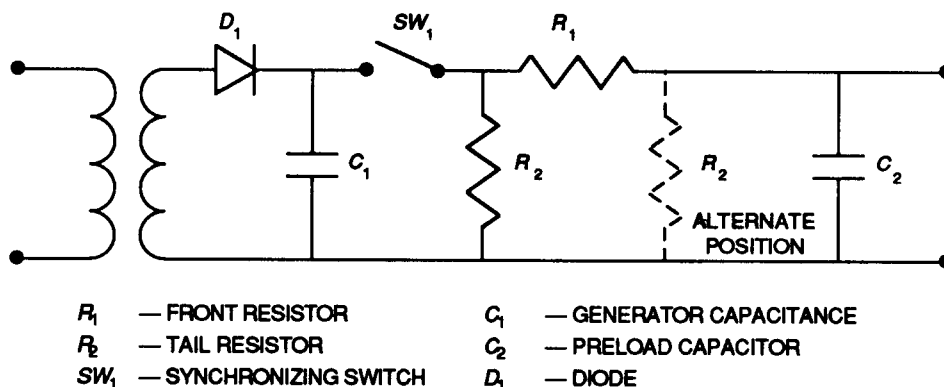 D1
SW1
R1
C1
R2
R2
C2
ALTERNATE
POSITION
R1 — FRONT RESISTOR
C1 — GENERATOR CAPACITANCE
R2 — TAIL RESISTOR
C2 — PRELOAD CAPACITOR
SW1 — SYNCHRONIZING SWITCH
D1 — DIODE